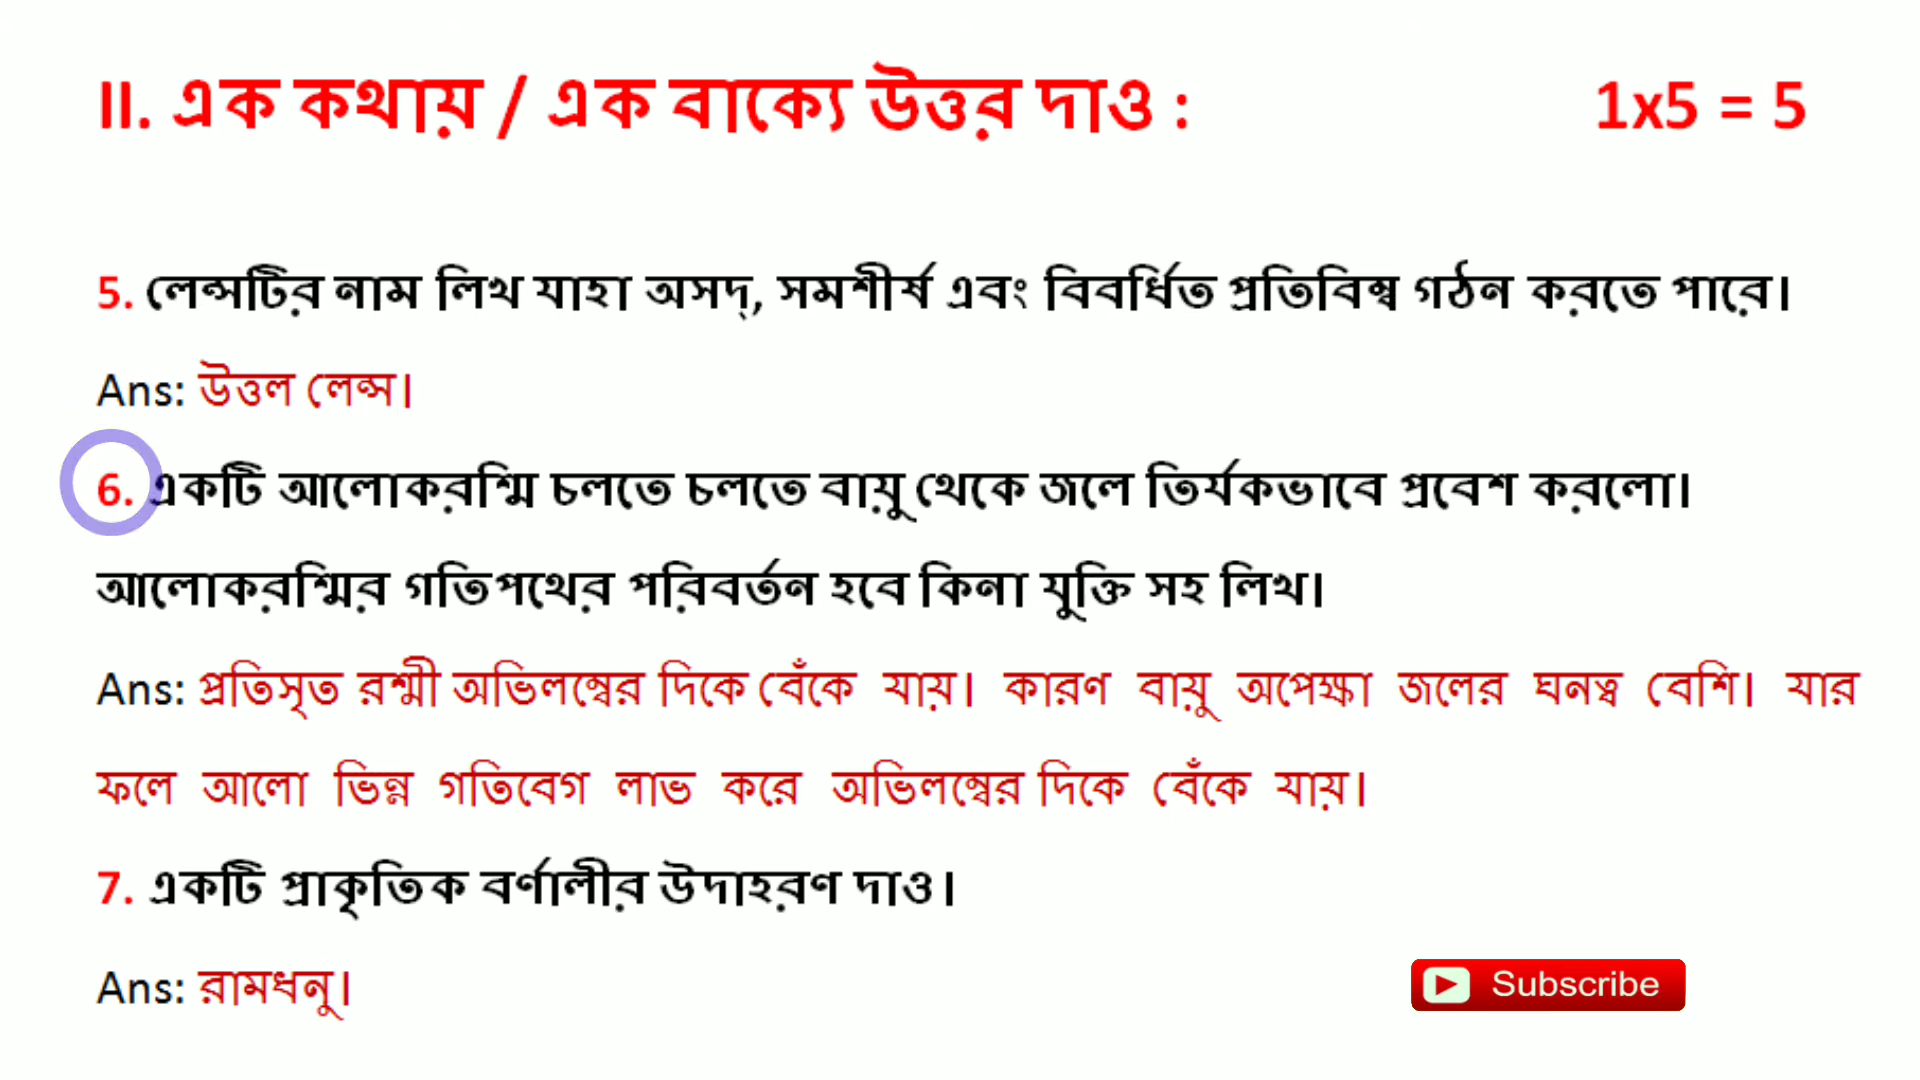 II. এক কথায় / এক বাক্যে উত্তর দাও : 1x5 = 5
5. লেন্সটির নাম লিখ যাহা অসদ্, সমশীর্ষ এবং বিবর্ধিত প্রতিবিম্ব গঠন করতে পারে।
Ans: উত্তল লেন্স।
6. একটি আলোকরশ্মি চলতে চলতে বায়ু থেকে জলে তির্যকভাবে প্রবেশ করলো।
আলোকরশ্মির গতিপথের পরিবর্তন হবে কিনা যুক্তি সহ লিখ।
Ans: প্রতিসৃত রশ্মী অভিলম্বের দিকে বেঁকে যায়। কারণ বায়ু অপেক্ষা জলের ঘনত্ব বেশি। যার
ফলে আলো ভিন্ন গতিবেগ লাভ করে অভিলম্বের দিকে বেঁকে যায়।
7. একটি প্রাকৃতিক বর্ণালীর উদাহরণ দাও।
Ans: রামধনু।
Subscribe